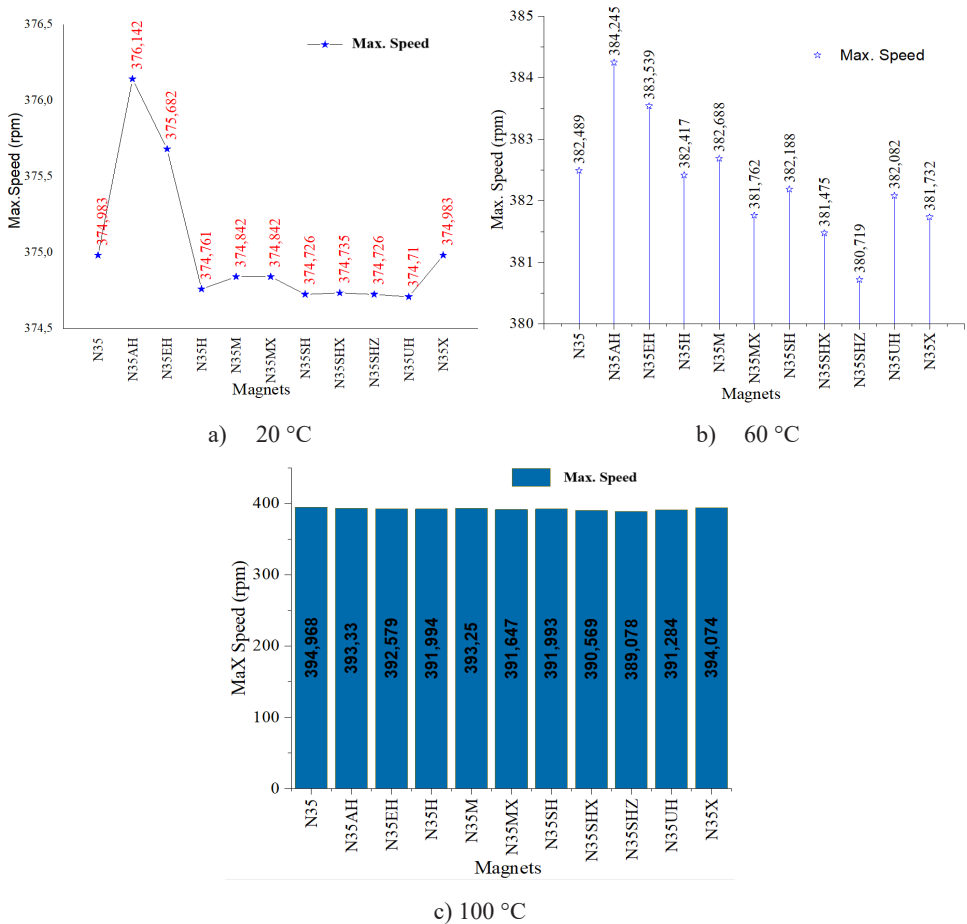 376,5
376,0
375,5
375,0
374,5
Max.Speed (rpm)
Max. Speed
374,983
376,142
375,682
374,761
374,842
374,842
374,726
374,735
374,726
374,71
374,983
N35
N35AH
N35EH
N35H
N35M
N35MX
N35SH
N35SHX
N35SHZ
N35UH
N35X
Magnets
a) 20 °C
385
384
383
382
381
380
Max. Speed (rpm)
Max. Speed
382,489
384,245
383,539
382,417
382,688
381,762
382,188
381,475
380,719
382,082
381,732
N35
N35AH
N35EH
N35H
N35M
N35MX
N35SH
N35SHX
N35SHZ
N35UH
N35X
Magnets
b) 60 °C
Max. Speed
400
300
200
100
0
MaX Speed (rpm)
394,968
393,33
392,579
391,994
393,25
391,647
391,993
390,569
389,078
391,284
394,074
N35
N35AH
N35EH
N35H
N35M
N35MX
N35SH
N35SHX
N35SHZ
N35UH
N35X
Magnets
c) 100 °C